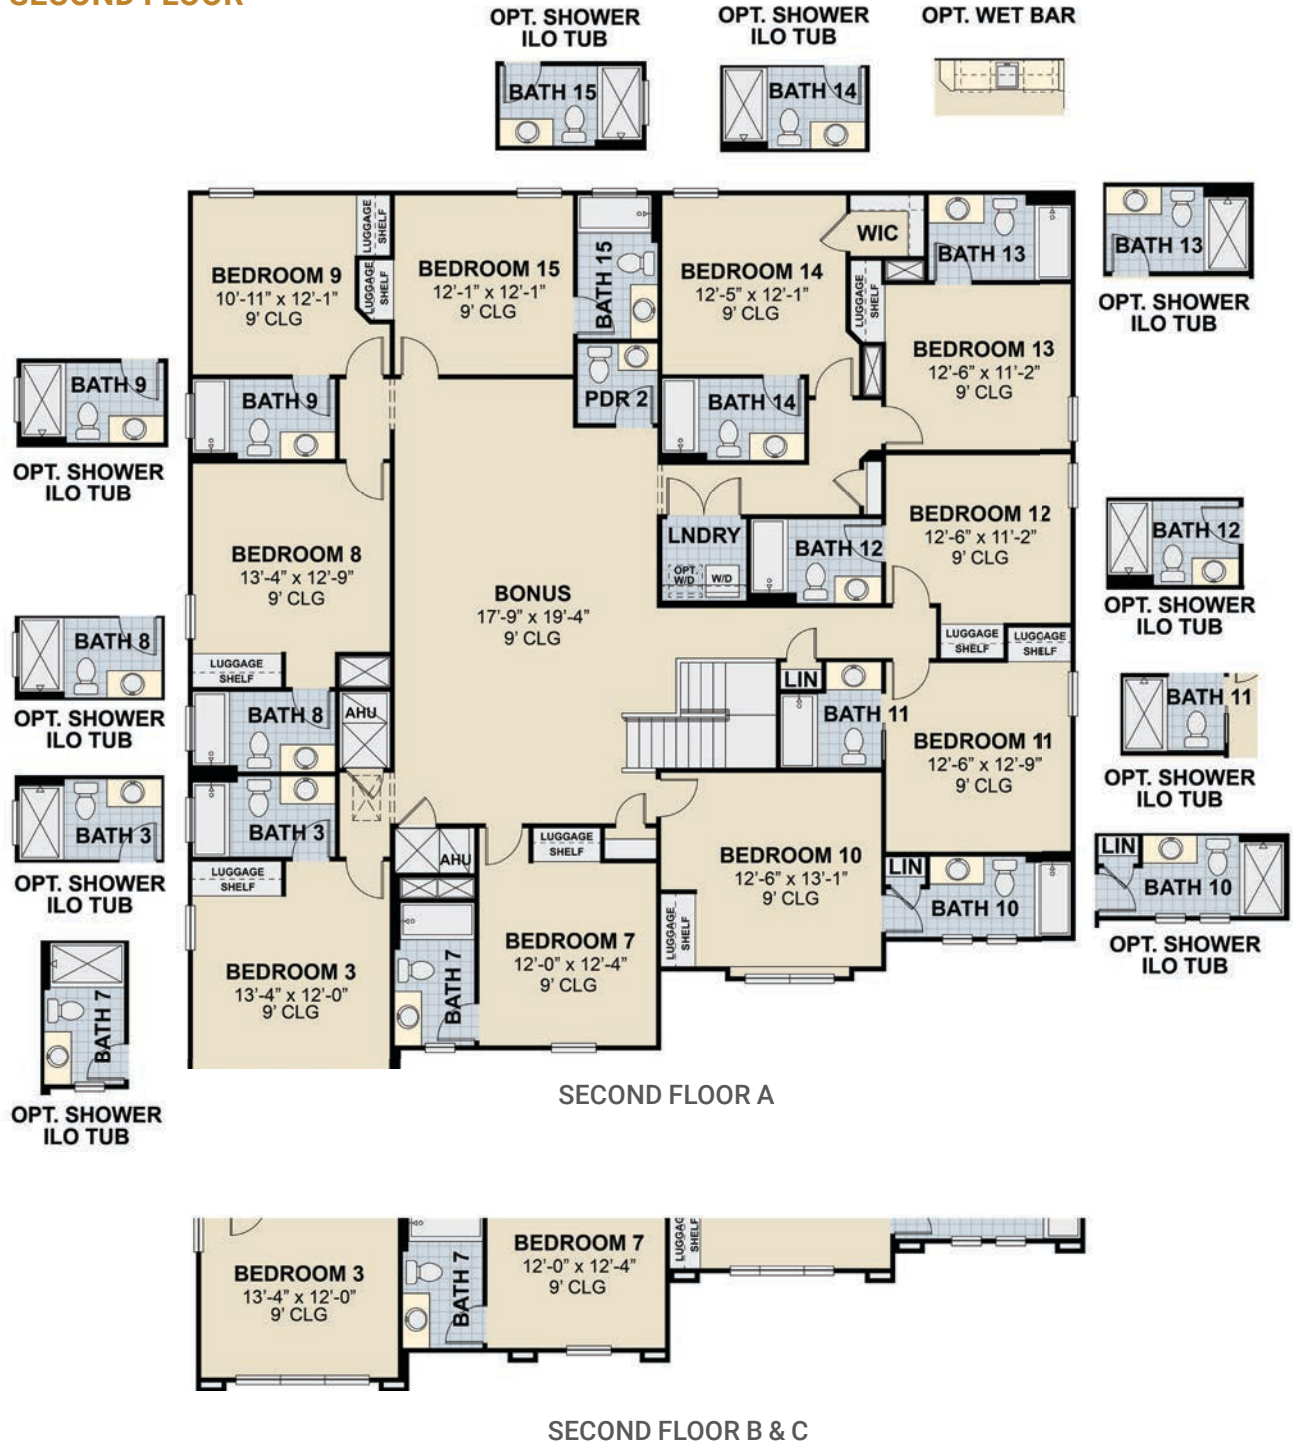 SECOND FLOOR
OPT. SHOWER
ILO TUB
OPT. SHOWER
ILO TUB
OPT. WET BAR
BATH 15
BATH 14
LUGGAGE
SHELF
LUGGAGE
SHELF
BEDROOM 9
10'-11" x 12'-1"
9' CLG
BEDROOM 15
12'-1" x 12'-1"
9' CLG
BATH 15
BEDROOM 14
12'-5" x 12'-1"
9' CLG
WIC
LUGGAGE
SHELF
BATH 13
BATH 13
OPT. SHOWER
ILO TUB
BEDROOM 13
12'-6" x 11'-2"
9' CLG
PDR 2
BATH 9
OPT. SHOWER
ILO TUB
BATH 9
BATH 14
BEDROOM 8
13'-4" x 12'-9"
9' CLG
BONUS
17'-9" x 19'-4"
9' CLG
LNDRY
OPT.
W/D
W/D
BATH 12
BEDROOM 12
12'-6" x 11'-2"
9' CLG
BATH 12
OPT. SHOWER
ILO TUB
BATH 8
OPT. SHOWER
ILO TUB
LUGGAGE
SHELF
LUGGAGE
SHELF
LUGGAGE
SHELF
BATH 8
AHU
LIN
BATH 11
BEDROOM 11
12'-6" x 12'-9"
9' CLG
BATH 11
OPT. SHOWER
ILO TUB
BATH 3
OPT. SHOWER
ILO TUB
BATH 3
LUGGAGE
SHELF
AHU
LUGGAGE
SHELF
BEDROOM 10
12'-6" x 13'-1"
9' CLG
LUGGAGE
SHELF
LIN
BATH 10
LIN
BATH 10
OPT. SHOWER
ILO TUB
BATH 7
OPT. SHOWER
ILO TUB
BEDROOM 3
13'-4" x 12'-0"
9' CLG
BATH 7
BEDROOM 7
12'-0" x 12'-4"
9' CLG
SECOND FLOOR A
BEDROOM 3
13'-4" x 12'-0"
9' CLG
BATH 7
BEDROOM 7
12'-0" x 12'-4"
9' CLG
LUGGAG
SHELF
SECOND FLOOR B & C